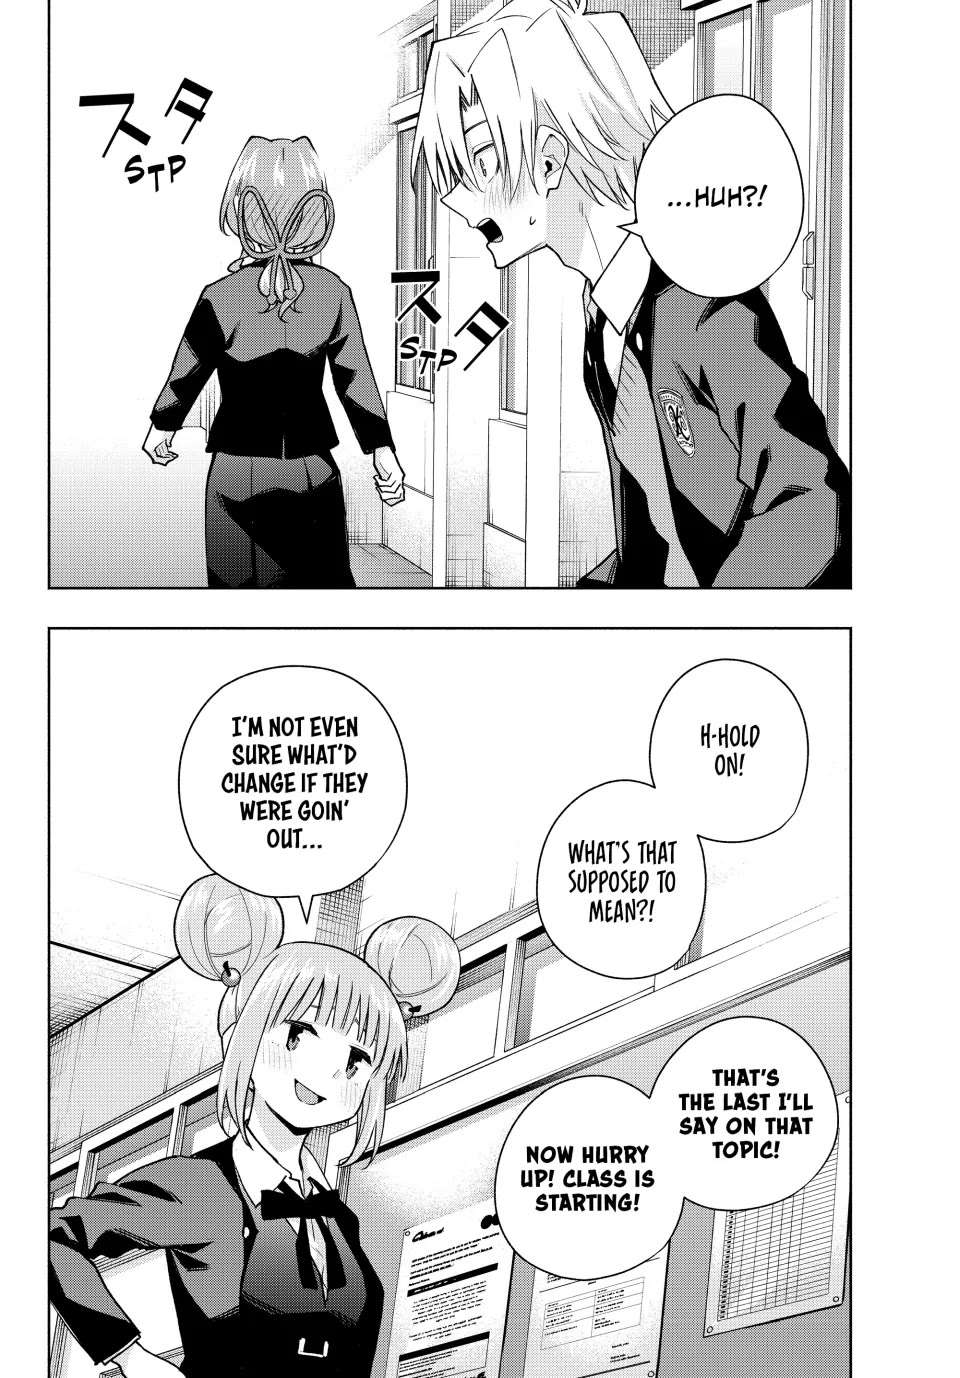 ...HUH?!
スタ
STP
スタ
STP
H-HOLD
ON!
WHAT'S THAT
SUPPOSED TO
MEAN?!
I'M NOT EVEN
SURE WHAT'D
CHANGE IF THEY
WERE GOIN'
OUT...
THAT'S
THE LAST I'LL
SAY ON THAT
TOPIC!
NOW HURRY
UP! CLASS IS
STARTING!